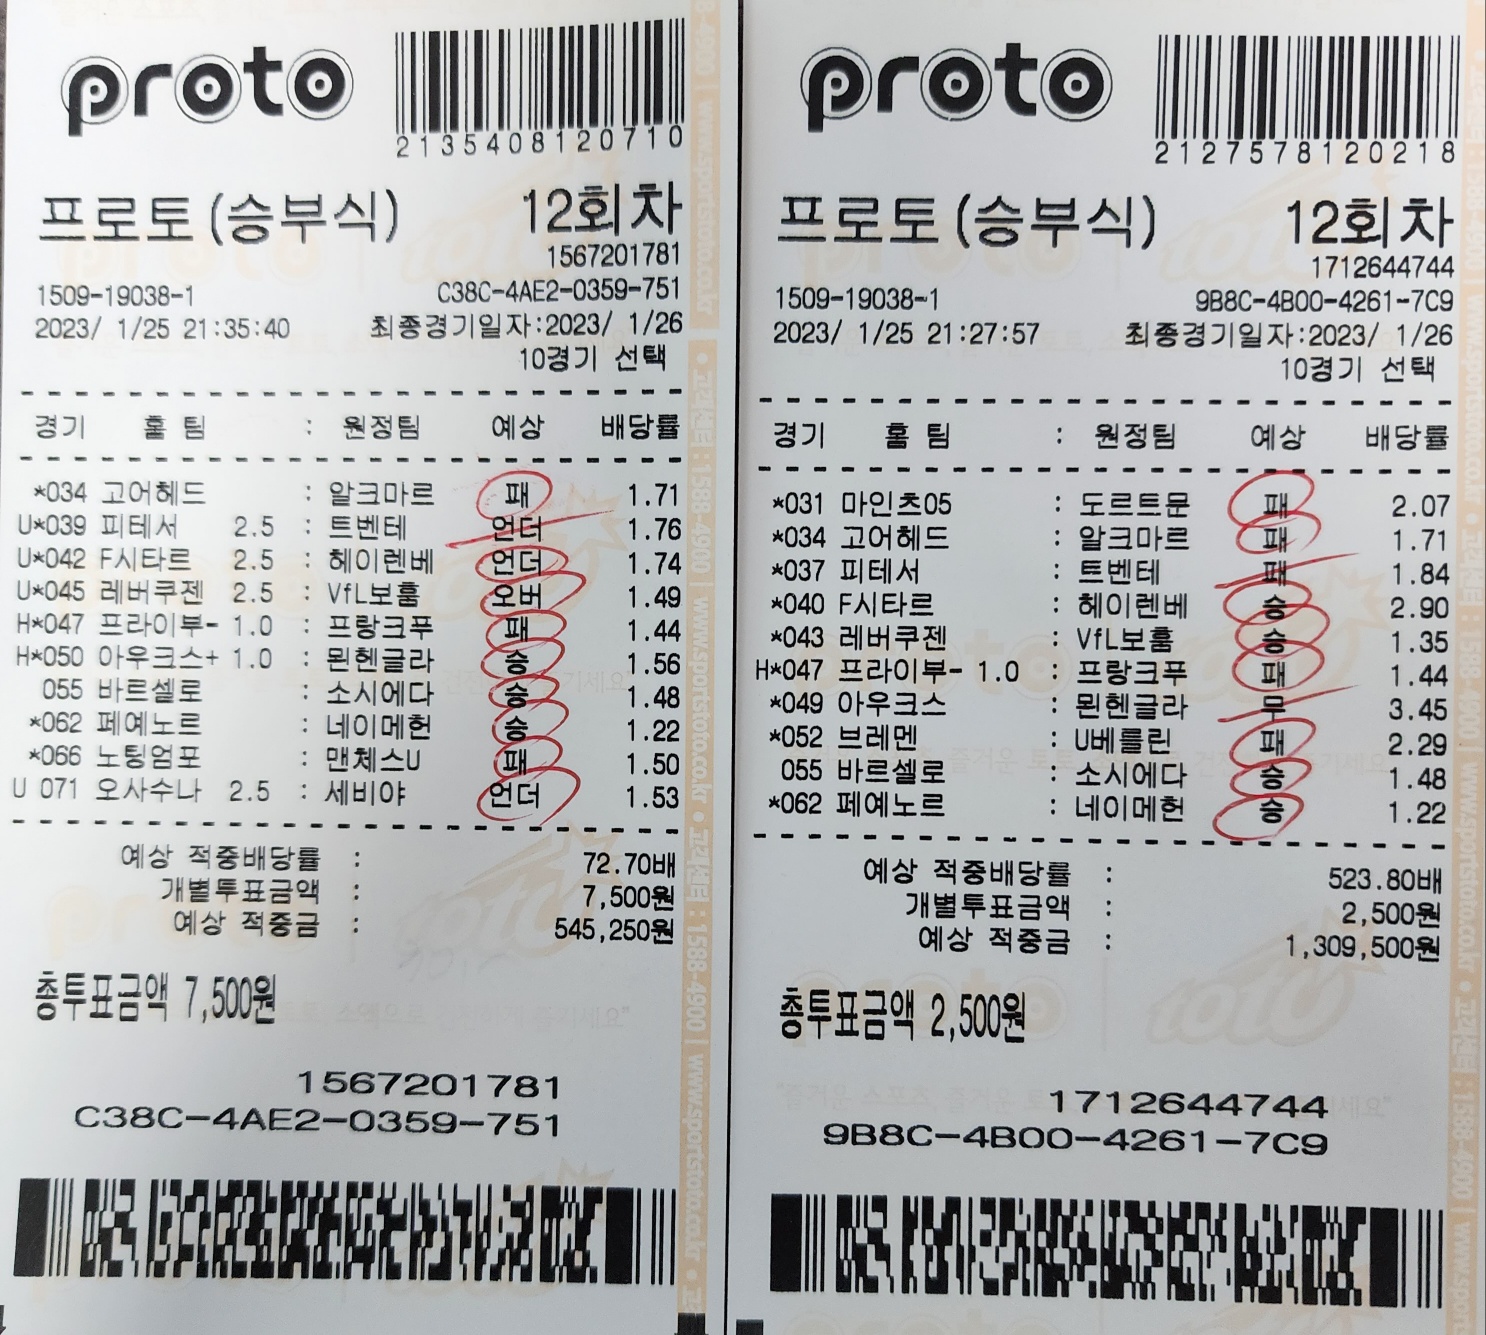 proto
2135408120710
프로토(승부식) 12회차
1567201781
1509-19038-1 C38C-4AE2-0359-751
2023/ 1/25 21:35:40 최종경기일자:2023/ 1/26
10경기 선택
경기 홈 팀 : 원정팀 예상 배당률
*034 고어헤드 : 알크마르 패 1.71
U*039 피테서 2.5 : 트벤테 언더 1.76
U*042 F시타르 2.5 : 헤이렌베 언더 1.74
U*045 레버쿠젠 2.5 : VfL보훔 오버 1.49
H*047 프라이부- 1.0 : 프랑크푸 패 1.44
H*050 아우크스+ 1.0 : 묀헨글라 승 1.56
055 바르셀로 : 소시에다 승 1.48
*062 페예노르 : 네이메헌 승 1.22
*066 노팅엄포 : 맨체스U 패 1.50
U 071 오사수나 2.5 : 세비야 언더 1.53
예상 적중배당률 : 72.70배
개별투표금액 : 7,500원
예상 적중금 : 545,250원
총투표금액 7,500원
1567201781
C38C-4AE2-0359-751
proto
2127578120218
프로토(승부식) 12회차
1712644744
1509-19038-1 9B8C-4B00-4261-7C9
2023/ 1/25 21:27:57 최종경기일자:2023/ 1/26
10경기 선택
경기 홈 팀 : 원정팀 예상 배당률
*031 마인츠05 : 도르트문 패 2.07
*034 고어헤드 : 알크마르 패 1.71
*037 피테서 : 트벤테 패 1.84
*040 F시타르 : 헤이렌베 승 2.90
*043 레버쿠젠 : VfL보훔 승 1.35
H*047 프라이부- 1.0 : 프랑크푸 패 1.44
*049 아우크스 : 묀헨글라 무 3.45
*052 브레멘 : U베를린 패 2.29
055 바르셀로 : 소시에다 승 1.48
*062 페예노르 : 네이메헌 승 1.22
예상 적중배당률 : 523.80배
개별투표금액 : 2,500원
예상 적중금 : 1,309,500원
총투표금액 2,500원
1712644744
9B8C-4B00-4261-7C9
고객센터 : 1588-4900 | www.sportstoto.co.kr